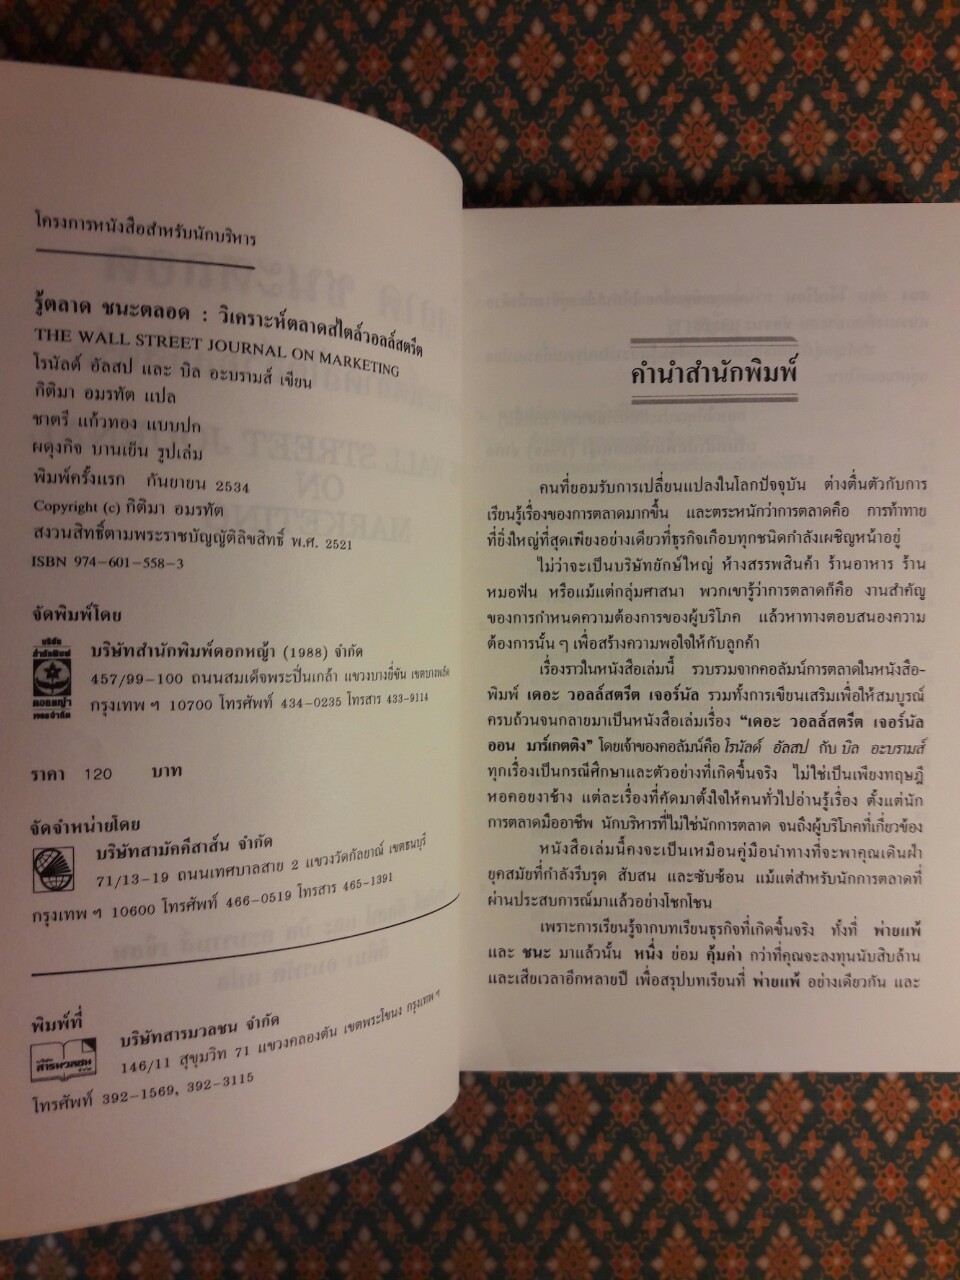 โครงการหนังสือสำหรับนักบริหาร
รู้ตลาด ชนะตลอด : วิเคราะห์ตลาดสไตล์วอลล์สตรีต
THE WALL STREET JOURNAL ON MARKETING
โรนัลด์ อัลสป และ บิล อะบรามส์ เขียน
กิติมา อมรทัต แปล
ชาตรี แก้วทอง แบบปก
ผดุงกิจ บานเย็น รูปเล่ม
พิมพ์ครั้งแรก กันยายน 2534
Copyright (c) กิติมา อมรทัต
สงวนสิทธิ์ตามพระราชบัญญัติลิขสิทธิ์ พ.ศ. 2521
ISBN 974-601-558-3
จัดพิมพ์โดย
บริษัท
สำนักพิมพ์
ดอกหญ้า
บริษัทสำนักพิมพ์ดอกหญ้า (1988) จำกัด
457/99-100 ถนนสมเด็จพระปิ่นเกล้า แขวงบางยี่ขัน เขตบางพลัด
กรุงเทพ ฯ 10700 โทรศัพท์ 434-0235 โทรสาร 433-9114
ราคา 120 บาท
จัดจำหน่ายโดย
บริษัทสามัคคีสาส์น จำกัด
71/13-19 ถนนเทศบาลสาย 2 แขวงวัดกัลยาณ์ เขตธนบุรี
กรุงเทพ ฯ 10600 โทรศัพท์ 466-0519 โทรสาร 465-1391
พิมพ์ที่
สารมวลชน
บริษัทสารมวลชน จำกัด
146/11 สุขุมวิท 71 แขวงคลองตัน เขตพระโขนง กรุงเทพ ฯ
โทรศัพท์ 392-1569, 392-3115
คำนำสำนักพิมพ์
คนที่ยอมรับการเปลี่ยนแปลงในโลกปัจจุบัน ต่างตื่นตัวกับการ
เรียนรู้เรื่องของการตลาดมากขึ้น และตระหนักว่าการตลาดคือ การท้าทาย
ที่ยิ่งใหญ่ที่สุดเพียงอย่างเดียวที่ธุรกิจเกือบทุกชนิดกำลังเผชิญหน้าอยู่
ไม่ว่าจะเป็นบริษัทยักษ์ใหญ่ ห้างสรรพสินค้า ร้านอาหาร ร้าน
หมอฟัน หรือแม้แต่กลุ่มศาสนา พวกเขารู้ว่าการตลาดก็คือ งานสำคัญ
ของการกำหนดความต้องการของผู้บริโภค แล้วหาทางตอบสนองความ
ต้องการนั้น ๆ เพื่อสร้างความพอใจให้กับลูกค้า
เรื่องราวในหนังสือเล่มนี้ รวบรวมจากคอลัมน์การตลาดในหนังสือ-
พิมพ์ เดอะ วอลล์สตรีต เจอร์นัล รวมทั้งการเขียนเสริมเพื่อให้สมบูรณ์
ครบถ้วนจนกลายมาเป็นหนังสือเล่มเรื่อง “เดอะ วอลล์สตรีต เจอร์นัล
ออน มาร์เกตติง” โดยเจ้าของคอลัมน์คือ โรนัลด์ อัลสป กับ บิล อะบรามส์
ทุกเรื่องเป็นกรณีศึกษาและตัวอย่างที่เกิดขึ้นจริง ไม่ใช่เป็นเพียงทฤษฎี
หอคอยงาช้าง แต่ละเรื่องที่คัดมาตั้งใจให้คนทั่วไปอ่านรู้เรื่อง ตั้งแต่นัก
การตลาดมืออาชีพ นักบริหารที่ไม่ใช่นักการตลาด จนถึงผู้บริโภคที่เกี่ยวข้อง
หนังสือเล่มนี้คงจะเป็นเหมือนคู่มือนำทางที่จะพาคุณเดินฝ่า
ยุคสมัยที่กำลังรีบรุด สับสน และซับซ้อน แม้แต่สำหรับนักการตลาดที่
ผ่านประสบการณ์มาแล้วอย่างโชกโชน
เพราะการเรียนรู้จากบทเรียนธุรกิจที่เกิดขึ้นจริง ทั้งที่ พ่ายแพ้
และ ชนะ มาแล้วนั้น หนึ่ง ย่อม คุ้มค่า กว่าที่คุณจะลงทุนนับสิบล้าน
และเสียเวลาอีกหลายปี เพื่อสรุปบทเรียนที่ พ่ายแพ้ อย่างเดียวกัน และ